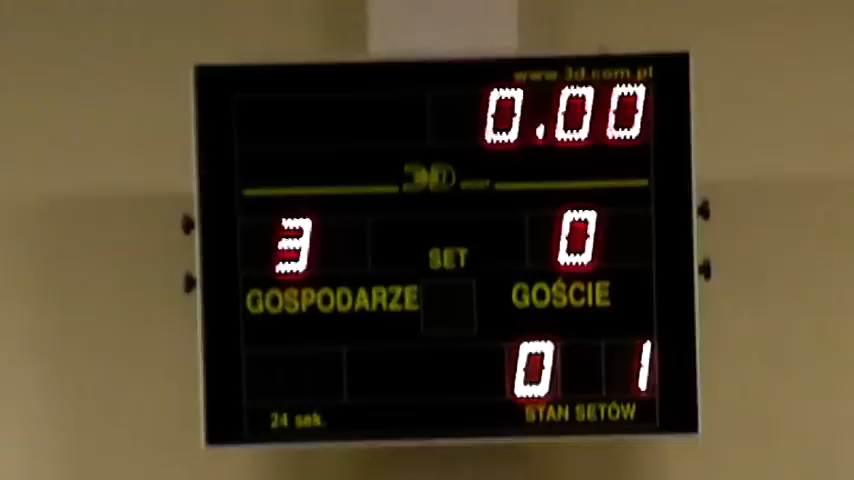 www.3d.com.pl
0.00
3D
3 0
SET
GOSPODARZE GOŚCIE
0 1
24 sek. STAN SETÓW